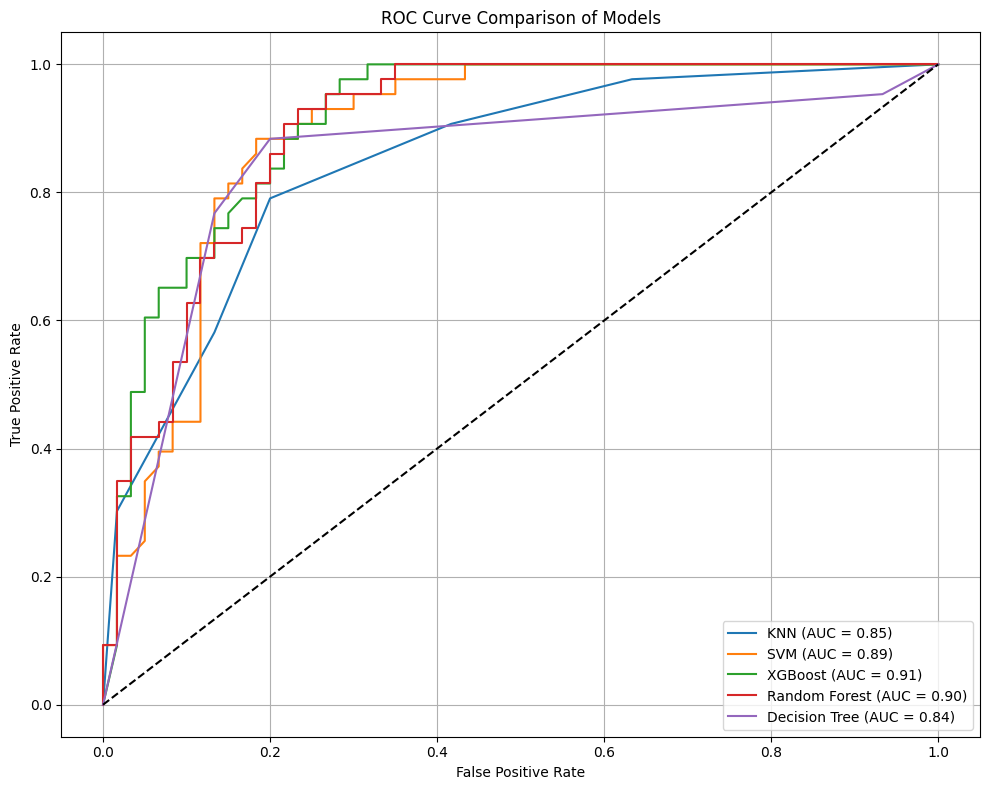 ROC Curve Comparison of Models
True Positive Rate
1.0
0.8
0.6
0.4
0.2
0.0
KNN (AUC = 0.85)
SVM (AUC = 0.89)
XGBoost (AUC = 0.91)
Random Forest (AUC = 0.90)
Decision Tree (AUC = 0.84)
0.0 0.2 0.4 0.6 0.8 1.0
False Positive Rate